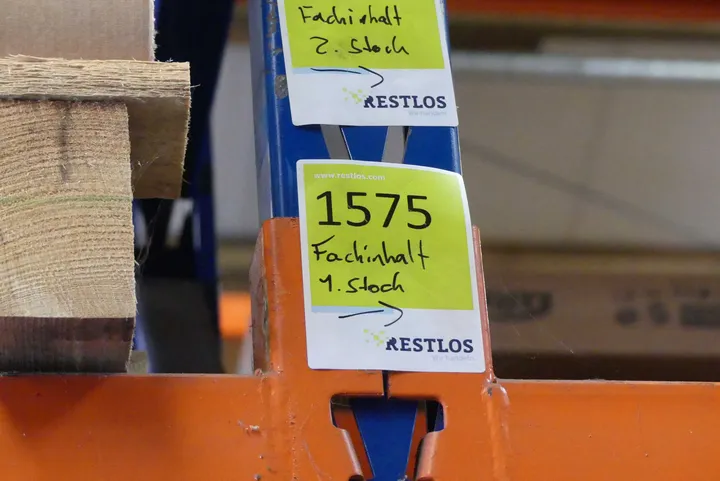 Fachinhalt
2. Stock
RESTLOS
www.restlos.com
1575
Fachinhalt
1. Stock
RESTLOS